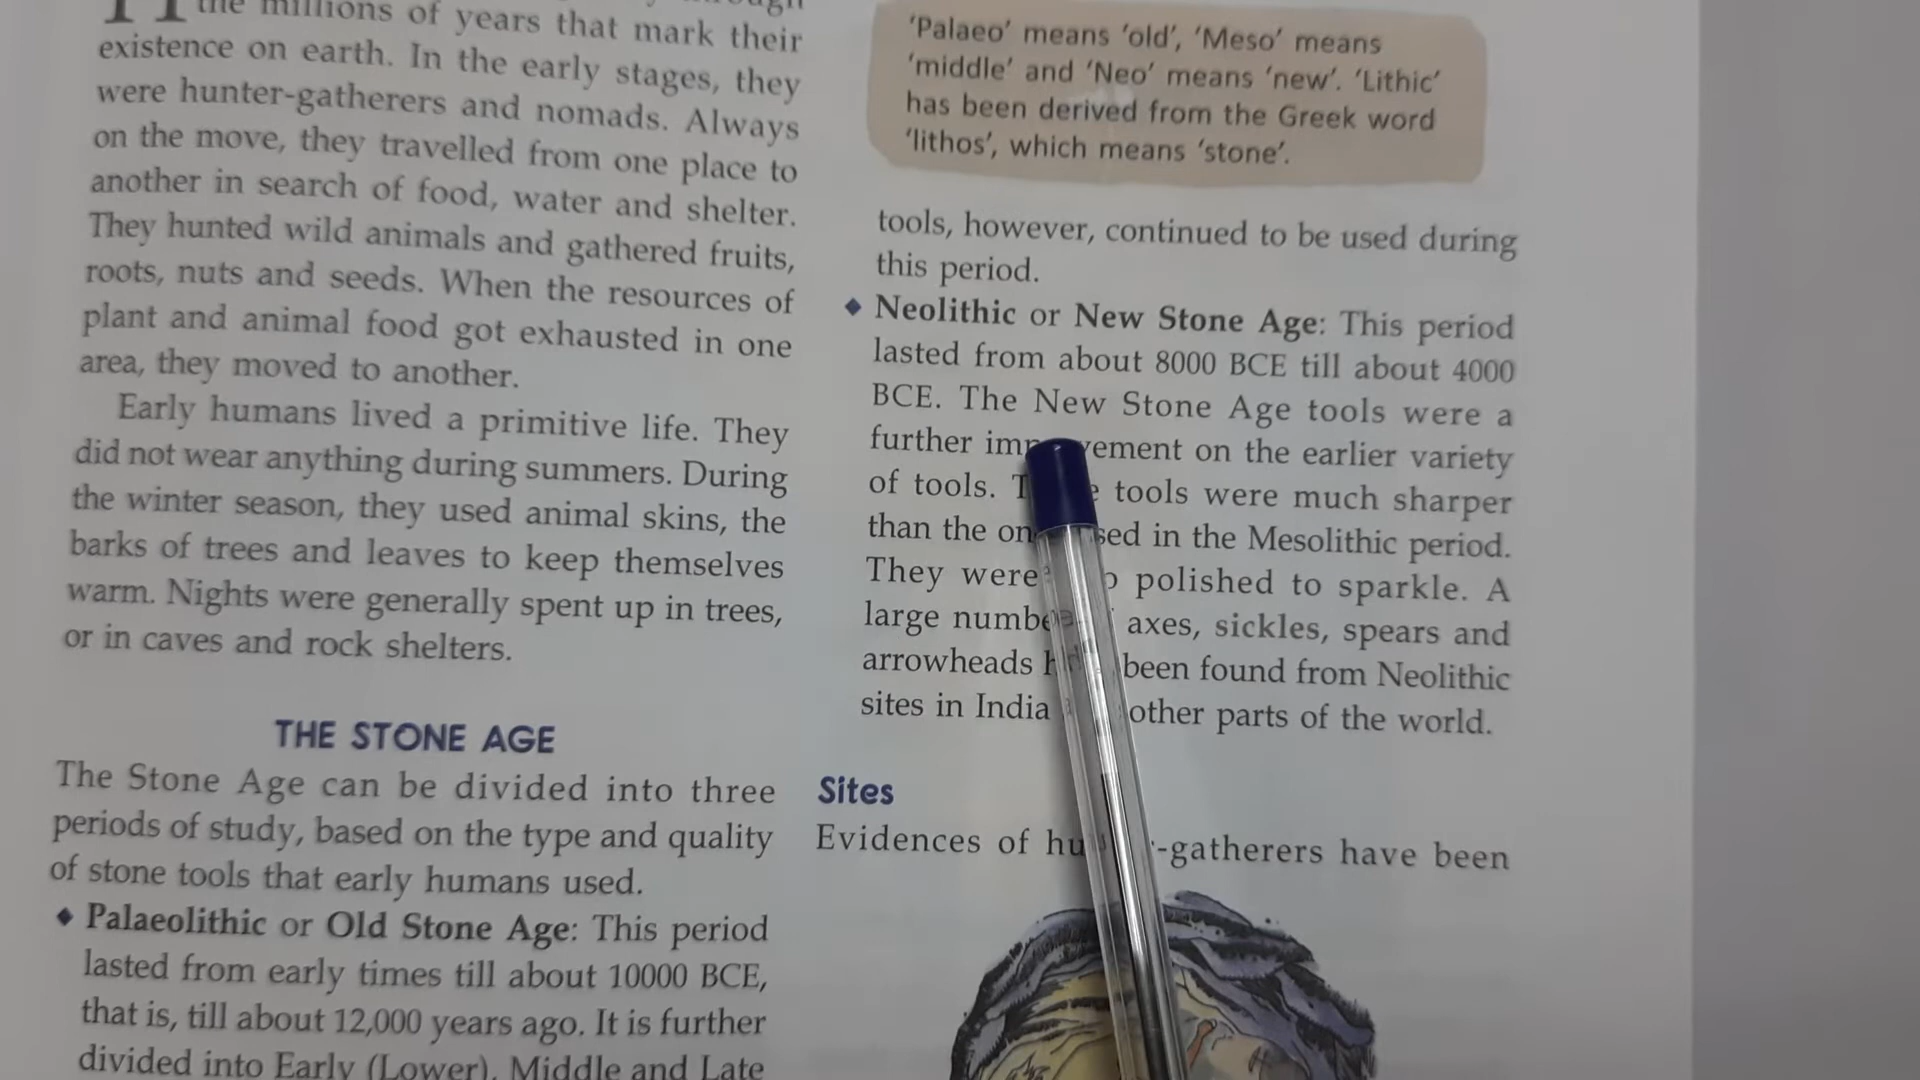 the millions of years that mark their
existence on earth. In the early stages, they
were hunter-gatherers and nomads. Always
on the move, they travelled from one place to
another in search of food, water and shelter.
They hunted wild animals and gathered fruits,
roots, nuts and seeds. When the resources of
plant and animal food got exhausted in one
area, they moved to another.
Early humans lived a primitive life. They
did not wear anything during summers. During
the winter season, they used animal skins, the
barks of trees and leaves to keep themselves
warm. Nights were generally spent up in trees,
or in caves and rock shelters.
THE STONE AGE
The Stone Age can be divided into three
periods of study, based on the type and quality
of stone tools that early humans used.
◆ Palaeolithic or Old Stone Age: This period
lasted from early times till about 10000 BCE,
that is, till about 12,000 years ago. It is further
divided into Early (Lower), Middle and Late
'Palaeo' means 'old', 'Meso' means
'middle' and 'Neo' means 'new'. 'Lithic'
has been derived from the Greek word
'lithos', which means 'stone'.
tools, however, continued to be used during
this period.
◆ Neolithic or New Stone Age: This period
lasted from about 8000 BCE till about 4000
BCE. The New Stone Age tools were a
further improvement on the earlier variety
of tools. tools were much sharper
than the in the Mesolithic period.
They were polished to sparkle. A
large number axes, sickles, spears and
arrowheads been found from Neolithic
sites in India other parts of the world.
Sites
Evidences of hunter-gatherers have been